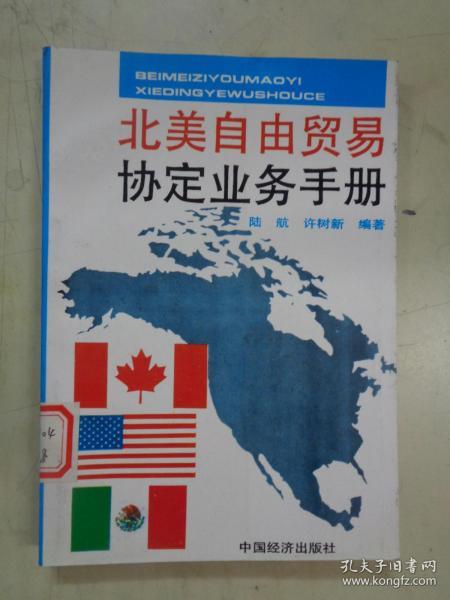 BEIMEIZIYOUMAOYI
XIEDINGYEWUSHOUCE
北美自由贸易
协定业务手册
陆航 许树新 编著
中国经济出版社
孔夫子旧书网
www.kongfz.com